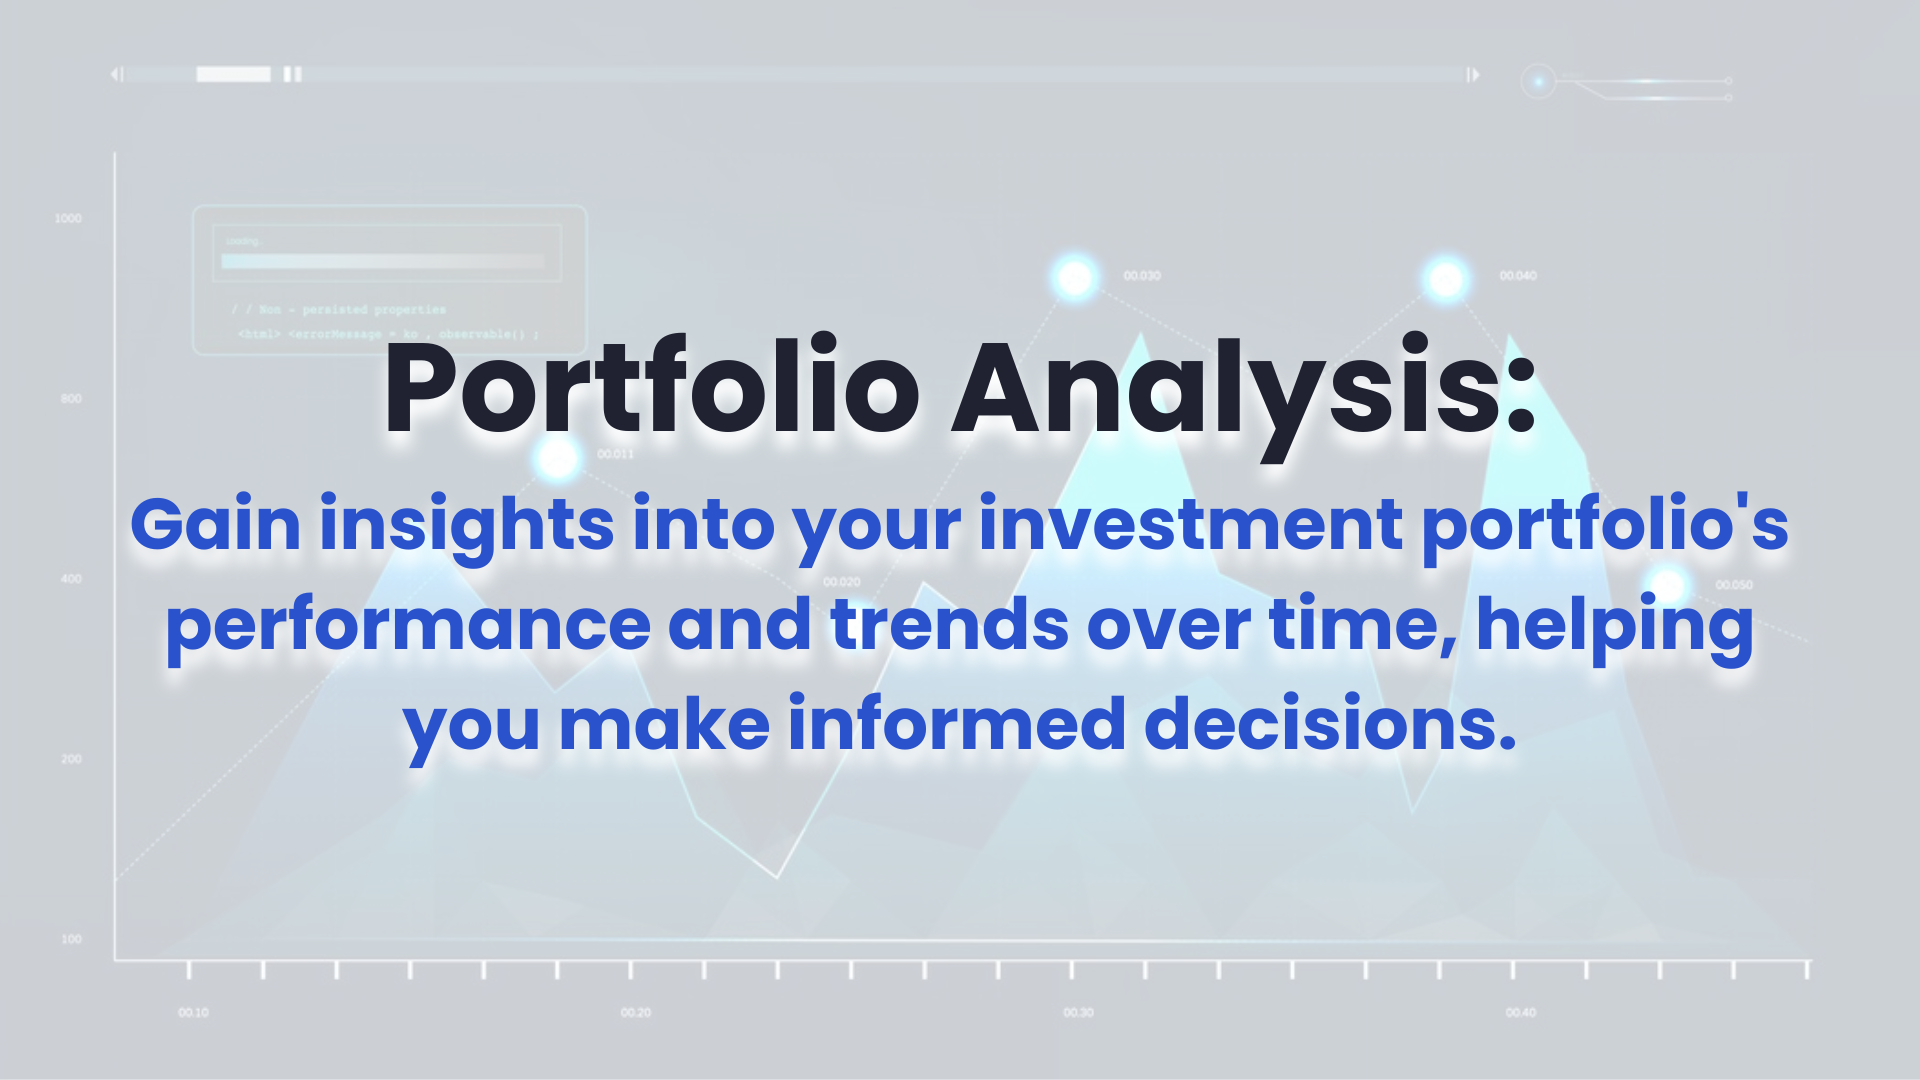 1000
loading..
/ / Non - persisted properties
<html> <errorMessage = ko , observable() ;
00.030
00.040
Portfolio Analysis:
800
00.011
Gain insights into your investment portfolio's
400
00.020
00.050
performance and trends over time, helping
you make informed decisions.
200
100
00.10
00.20
00.30
00.40